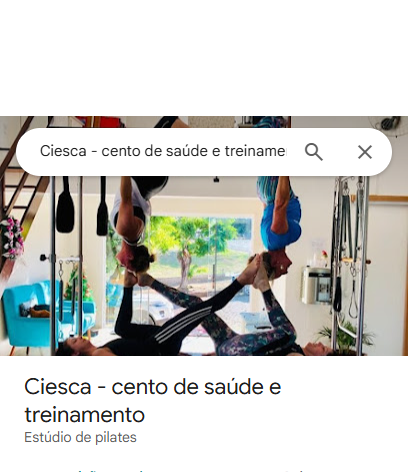 Ciesca - cento de saúde e treiname
Ciesca - cento de saúde e
treinamento
Estúdio de pilates